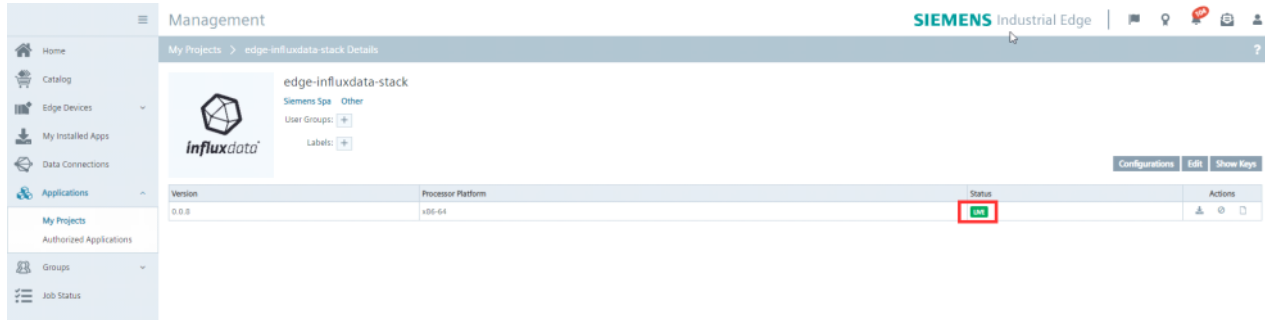 Management
SIEMENS Industrial Edge
104
Home
My Projects > edge-influxdata-stack Details
?
Catalog
Edge Devices
My Installed Apps
Data Connections
Applications
My Projects
Authorized Applications
Groups
Job Status
influxdata
edge-influxdata-stack
Siemens Spa Other
User Groups: +
Labels: +
Configurations Edit Show Keys
Version Processor Platform Status Actions
0.0.8 x86-64 LIVE